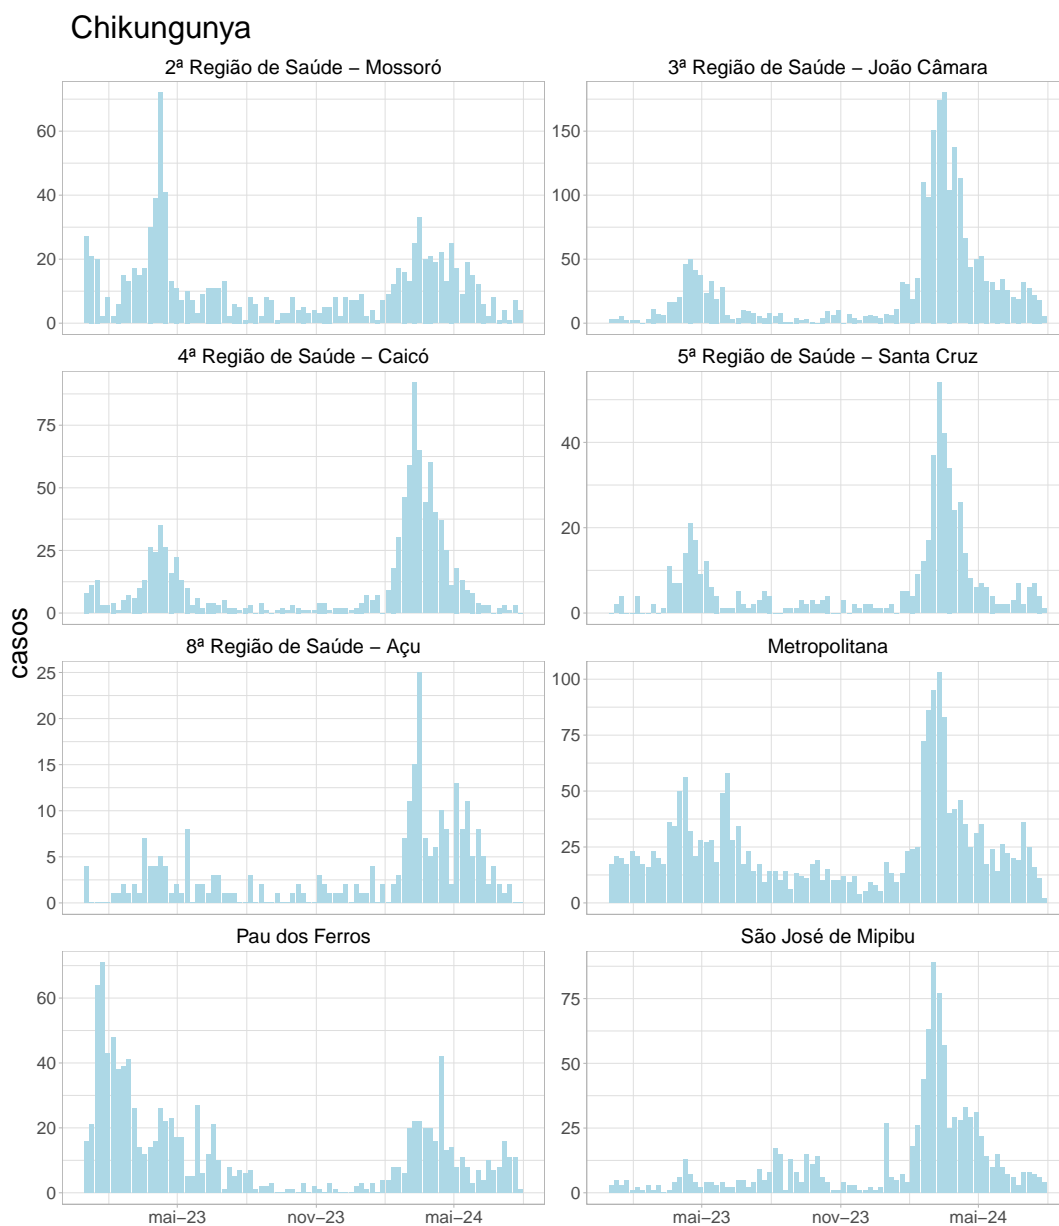 Chikungunya
2ª Região de Saúde – Mossoró
3ª Região de Saúde – João Câmara
60
40
20
0
150
100
50
0
4ª Região de Saúde – Caicó
5ª Região de Saúde – Santa Cruz
75
50
25
0
40
20
0
casos
8ª Região de Saúde – Açu
Metropolitana
25
20
15
10
5
0
100
75
50
25
0
Pau dos Ferros
São José de Mipibu
60
40
20
0
75
50
25
0
mai–23 nov–23 mai–24
mai–23 nov–23 mai–24